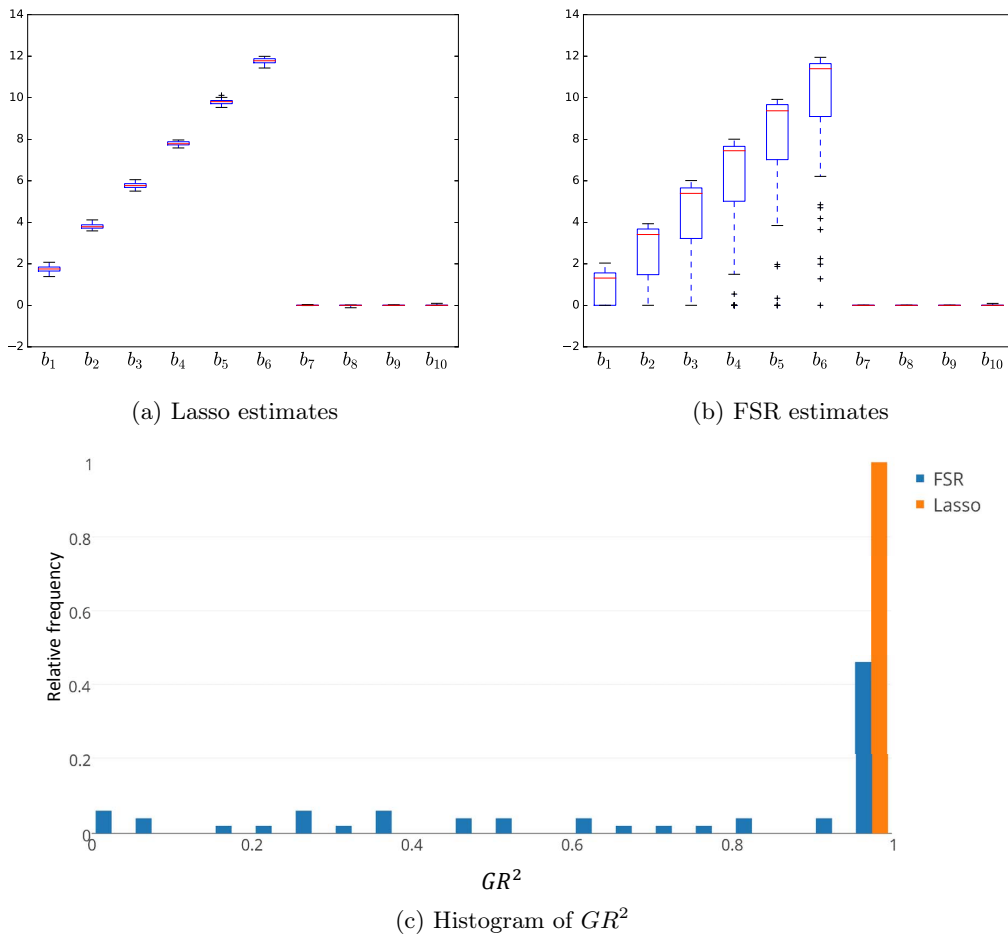 14
12
10
8
6
4
2
0
−2
b1 b2 b3 b4 b5 b6 b7 b8 b9 b10
(a) Lasso estimates
14
12
10
8
6
4
2
0
−2
b1 b2 b3 b4 b5 b6 b7 b8 b9 b10
(b) FSR estimates
FSR
Lasso
Relative frequency
1
0.8
0.6
0.4
0.2
0
0 0.2 0.4 0.6 0.8 1
GR²
(c) Histogram of GR²